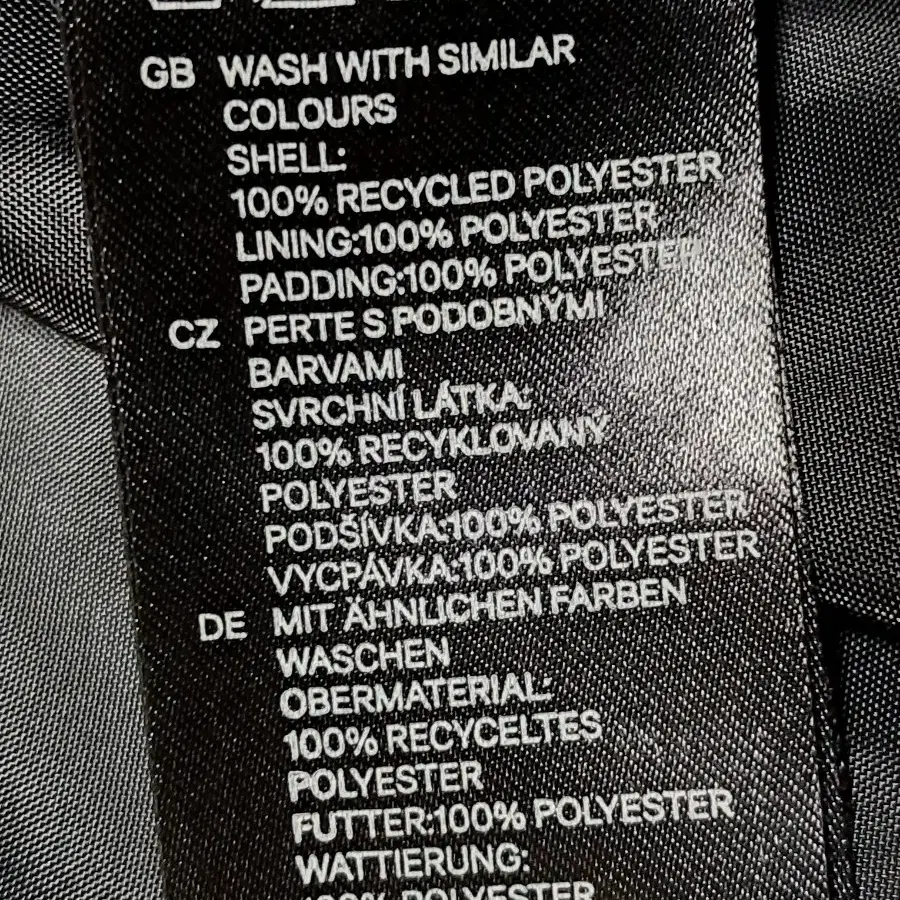 GB WASH WITH SIMILAR
COLOURS
SHELL:
100% RECYCLED POLYESTER
LINING:100% POLYESTER
PADDING:100% POLYESTER
CZ PERTE S PODOBNÝMI
BARVAMI
SVRCHNÍ LÁTKA:
100% RECYKLOVANÝ
POLYESTER
PODŠÍVKA:100% POLYESTER
VYCPÁVKA:100% POLYESTER
DE MIT ÄHNLICHEN FARBEN
WASCHEN
OBERMATERIAL:
100% RECYCELTES
POLYESTER
FUTTER:100% POLYESTER
WATTIERUNG:
100% POLYESTER